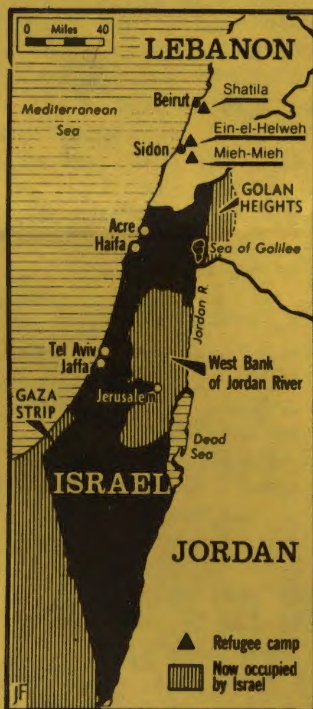 0 Miles 40
LEBANON
Shatila
Beirut
Mediterranean
Sea
Ein-el-Helweh
Sidon
Mieh-Mieh
GOLAN
HEIGHTS
Acre
Haifa
Sea of Galilee
Jordan R.
Tel Aviv
Jaffa
West Bank
of Jordan River
GAZA
STRIP
Jerusalem
Dead
Sea
ISRAEL
JORDAN
Refugee camp
Now occupied
by Israel
JF